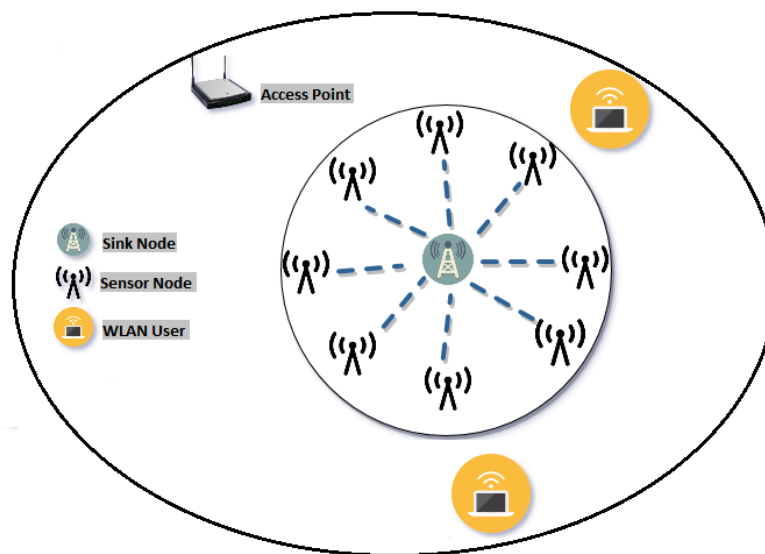 Access Point
Sink Node
Sensor Node
WLAN User